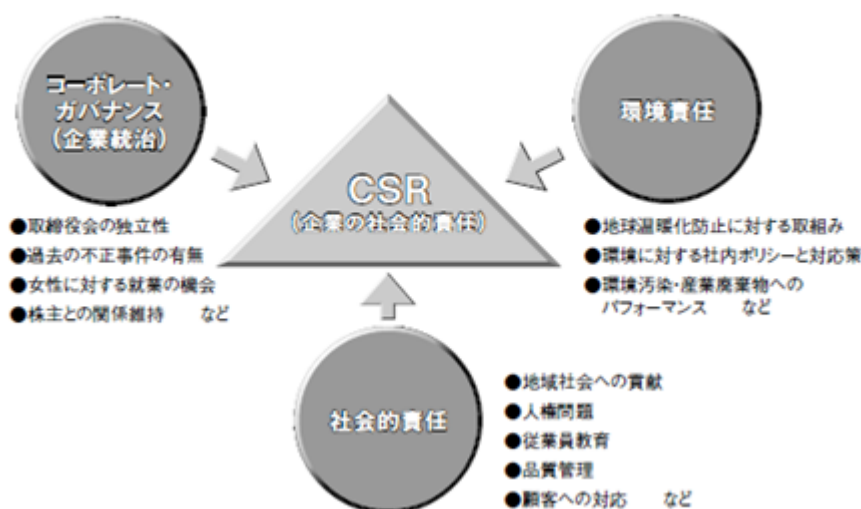 コーポレート・
ガバナンス
(企業統治)
環境責任
CSR
(企業の社会的責任)
●取締役会の独立性
●過去の不正事件の有無
●女性に対する就業の機会
●株主との関係維持　など
●地球温暖化防止に対する取組み
●環境に対する社内ポリシーと対応策
●環境汚染・産業廃棄物への
パフォーマンス　など
社会的責任
●地域社会への貢献
●人権問題
●従業員教育
●品質管理
●顧客への対応　など